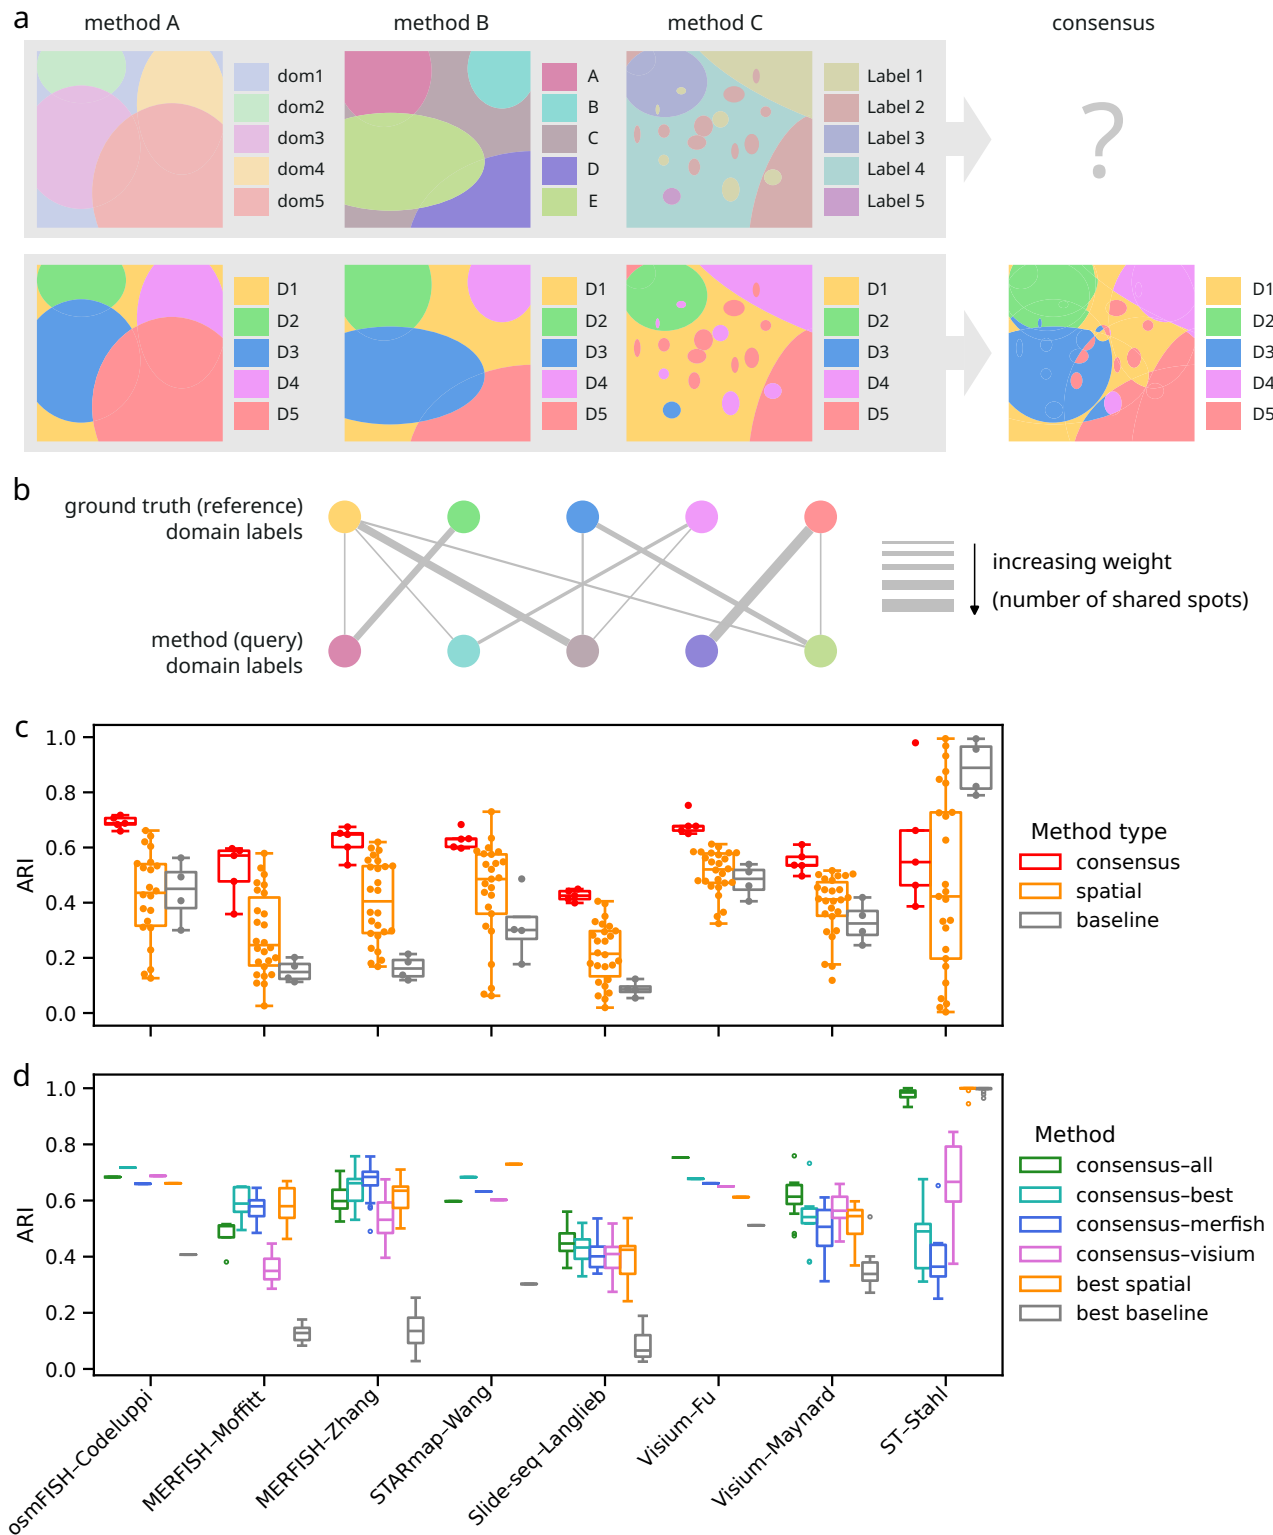 a
method A
method B
method C
consensus
dom1
dom2
dom3
dom4
dom5
A
B
C
D
E
Label 1
Label 2
Label 3
Label 4
Label 5
?
D1
D2
D3
D4
D5
D1
D2
D3
D4
D5
D1
D2
D3
D4
D5
D1
D2
D3
D4
D5
b
ground truth (reference)
domain labels
method (query)
domain labels
increasing weight
(number of shared spots)
c
ARI
1.0
0.8
0.6
0.4
0.2
0.0
Method type
consensus
spatial
baseline
d
ARI
1.0
0.8
0.6
0.4
0.2
0.0
Method
consensus–all
consensus–best
consensus–merfish
consensus–visium
best spatial
best baseline
osmFISH–Codeluppi
MERFISH–Moffitt
MERFISH–Zhang
STARmap–Wang
Slide-seq–Langlieb
Visium–Fu
Visium–Maynard
ST–Stahl